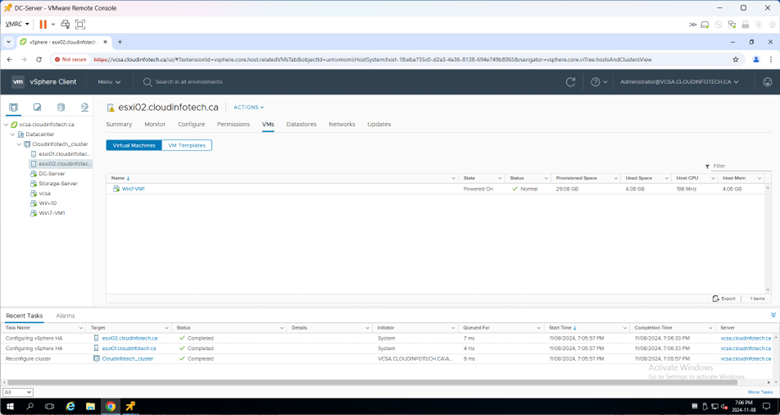 DC-Server - VMware Remote Console
VMRC
vSphere - esxi02.cloudinfotech.ca
Not secure https://vcsa.cloudinfotech.ca/ui/#?extensionId=vsphere.core.host.relatedVMsTab&objectId=urn:vmomi:HostSystem:host-
vm vSphere Client Menu Search in all environments Administrator@VCSA.CLOUDINFOTECH.CA
esxi02.cloudinfotech.ca ACTIONS
Summary Monitor Configure Permissions VMs Datastores Networks Updates
vcsa.cloudinfotech.ca
Datacenter
Cloudinfotech_cluster
esxi01.cloudinfotec...
esxi02.cloudinfotec...
DC-Server
Storage-Server
vcsa
Win-10
Win7-VM1
Virtual Machines VM Templates
Filter
Name State Status Provisioned Space Used Space Host CPU Host Mem
Win7-VM1 Powered On Normal 29.08 GB 4.08 GB 198 MHz 4.06 GB
Export 1 items
Recent Tasks Alarms
Task Name Target Status Details Initiator Queued For Start Time Completion Time Server
Configuring vSphere HA esxi02.cloudinfotech.ca Completed System 7 ms 11/08/2024, 7:05:57 PM 11/08/2024, 7:06:33 PM vcsa.cloudinfotech.ca
Configuring vSphere HA esxi01.cloudinfotech.ca Completed System 4 ms 11/08/2024, 7:05:57 PM 11/08/2024, 7:06:33 PM vcsa.cloudinfotech.ca
Reconfigure cluster Cloudinfotech_cluster Completed VCSA.CLOUDINFOTECH.CA\A... 9 ms 11/08/2024, 7:05:57 PM 11/08/2024, 7:05:57 PM vcsa.cloudinfotech.ca
Activate Windows
Go to Settings to activate Windows.
All More Tasks
7:06 PM
2024-11-08